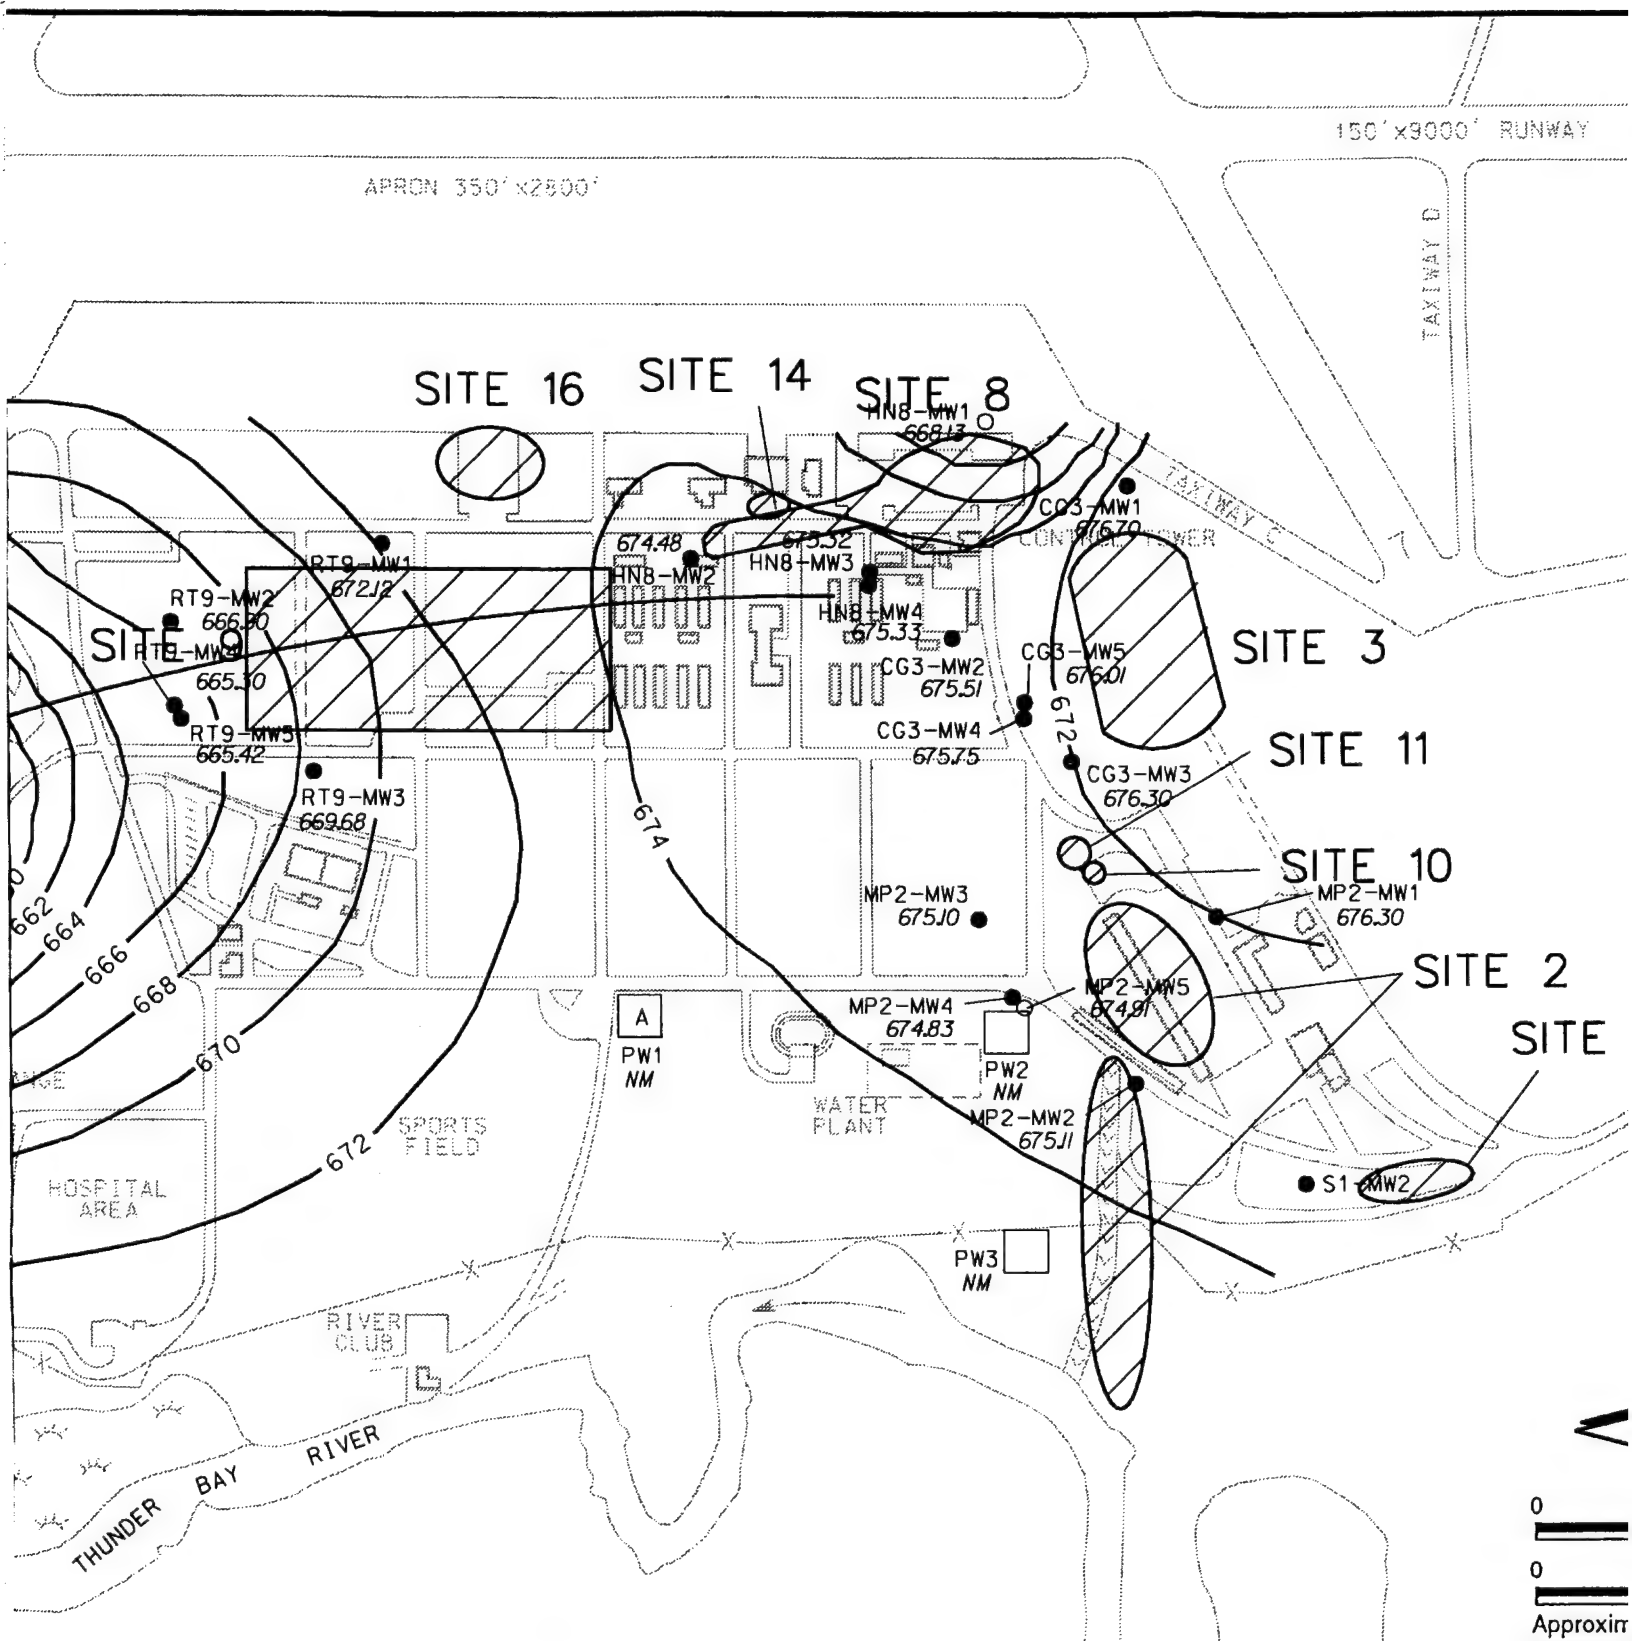 150'x9000' RUNWAY
APRON 350'x2800'
TAXIWAY D
SITE 16
SITE 14
SITE 8
HN8-MW1
668.13
TAXIWAY C
CG3-MW1
676.70
CONTROL TOWER
674.48
HN8-MW2
675.32
HN8-MW3
HN8-MW4
675.33
RT9-MW1
672.12
RT9-MW2
666.90
SITE 9
RT9-MW4
665.30
RT9-MW5
665.42
RT9-MW3
669.68
CG3-MW2
675.51
CG3-MW5
676.01
CG3-MW4
675.75
SITE 3
672
SITE 11
CG3-MW3
676.30
674
SITE 10
MP2-MW1
676.30
MP2-MW3
675.10
SITE 2
MP2-MW5
674.91
MP2-MW4
674.83
A
PW1
NM
PW2
NM
SITE
662
664
666
668
670
672
WATER
PLANT
MP2-MW2
675.11
SPORTS
FIELD
HOSPITAL
AREA
S1-MW2
PW3
NM
RIVER
CLUB
THUNDER BAY RIVER
0
0
Approxim